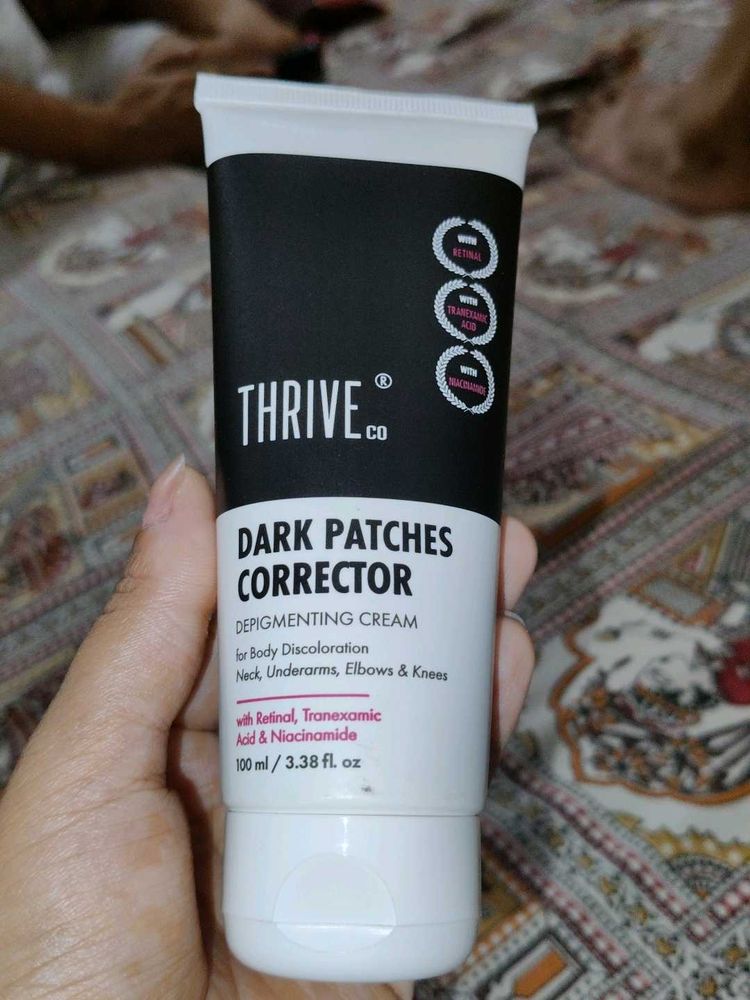 WITH
RETINAL
WITH
TRANEXAMIC
ACID
WITH
NIACINAMIDE
THRIVE CO ®
DARK PATCHES
CORRECTOR
DEPIGMENTING CREAM
for Body Discoloration
Neck, Underarms, Elbows & Knees
with Retinal, Tranexamic
Acid & Niacinamide
100 ml / 3.38 fl. oz